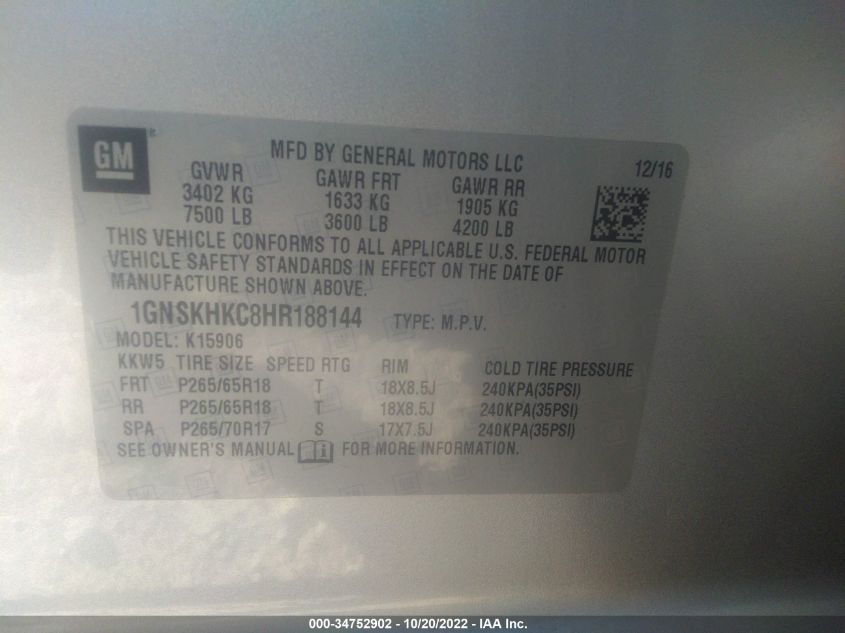 GM
MFD BY GENERAL MOTORS LLC 12/16
GVWR GAWR FRT GAWR RR
3402 KG 1633 KG 1905 KG
7500 LB 3600 LB 4200 LB
THIS VEHICLE CONFORMS TO ALL APPLICABLE U.S. FEDERAL MOTOR
VEHICLE SAFETY STANDARDS IN EFFECT ON THE DATE OF
MANUFACTURE SHOWN ABOVE.
1GNSKHKC8HR188144 TYPE: M.P.V.
MODEL: K15906
KKW5 TIRE SIZE SPEED RTG RIM COLD TIRE PRESSURE
FRT P265/65R18 T 18X8.5J 240KPA(35PSI)
RR P265/65R18 T 18X8.5J 240KPA(35PSI)
SPA P265/70R17 S 17X7.5J 240KPA(35PSI)
SEE OWNER'S MANUAL FOR MORE INFORMATION.
000-34752902 - 10/20/2022 - IAA Inc.